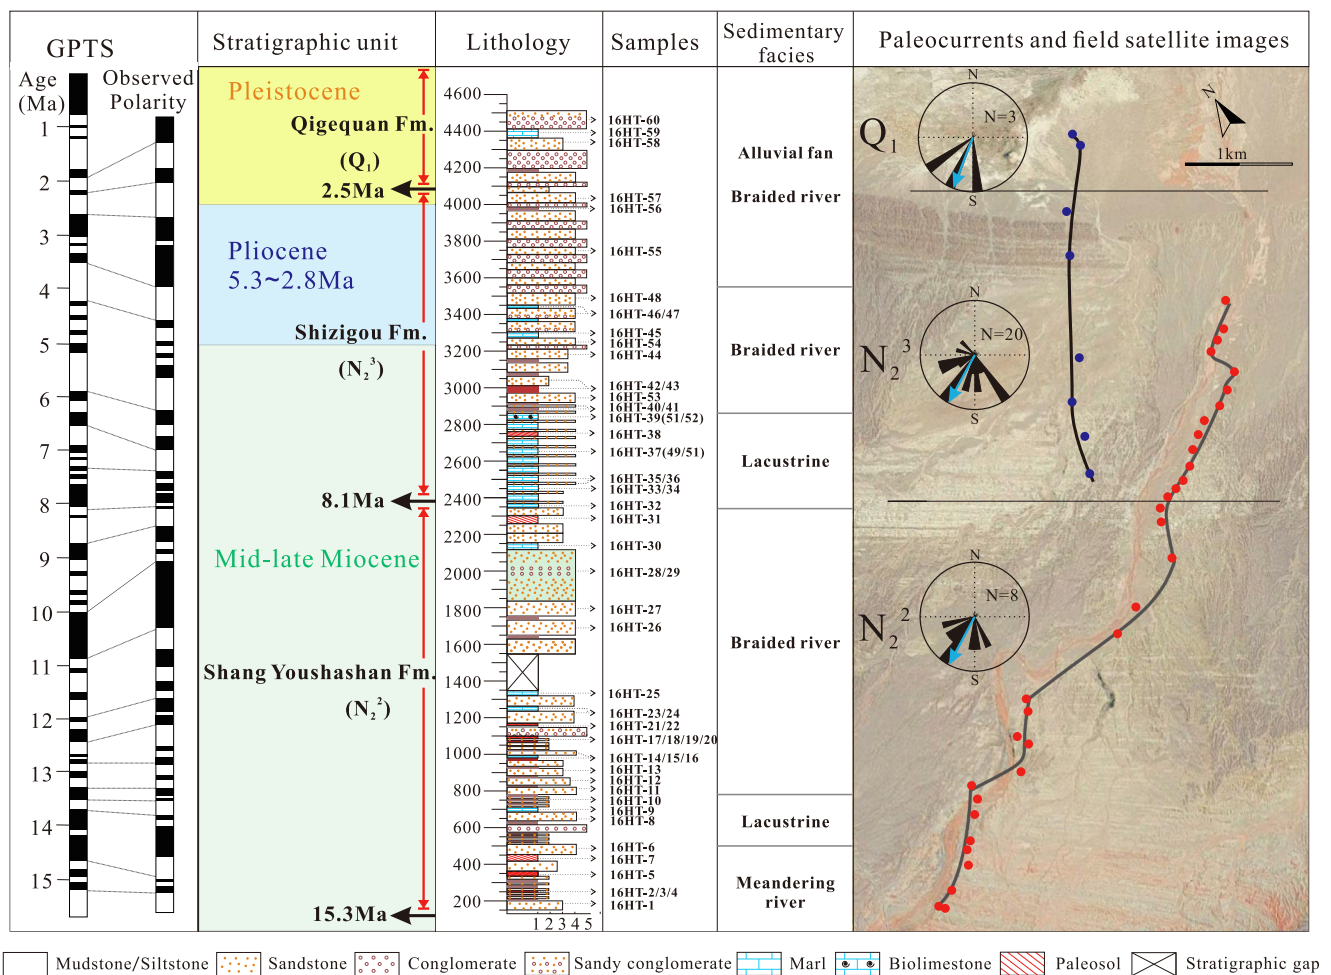 GPTS
Age
(Ma)
Observed
Polarity
Stratigraphic unit
Lithology
Samples
Sedimentary
facies
Paleocurrents and field satellite images
1
2
3
4
5
6
7
8
9
10
11
12
13
14
15
Pleistocene
Qigequan Fm.
(Q1)
2.5Ma
Pliocene
5.3~2.8Ma
Shizigou Fm.
(N2^3)
8.1Ma
Mid-late Miocene
Shang Youshashan Fm.
(N2^2)
15.3Ma
4600
4400
4200
4000
3800
3600
3400
3200
3000
2800
2600
2400
2200
2000
1800
1600
1400
1200
1000
800
600
400
200
1 2 3 4 5
16HT-60
16HT-59
16HT-58
16HT-57
16HT-56
16HT-55
16HT-48
16HT-46/47
16HT-45
16HT-54
16HT-44
16HT-42/43
16HT-53
16HT-40/41
16HT-39(51/52)
16HT-38
16HT-37(49/51)
16HT-35/36
16HT-33/34
16HT-32
16HT-31
16HT-30
16HT-28/29
16HT-27
16HT-26
16HT-25
16HT-23/24
16HT-21/22
16HT-17/18/19/20
16HT-14/15/16
16HT-13
16HT-12
16HT-11
16HT-10
16HT-9
16HT-8
16HT-6
16HT-7
16HT-5
16HT-2/3/4
16HT-1
Alluvial fan
Braided river
Braided river
Lacustrine
Braided river
Lacustrine
Meandering
river
Q1
N
N=3
S
N
1km
N2^3
N
N=20
S
N2^2
N
N=8
S
Mudstone/Siltstone
Sandstone
Conglomerate
Sandy conglomerate
Marl
Biolimestone
Paleosol
Stratigraphic gap